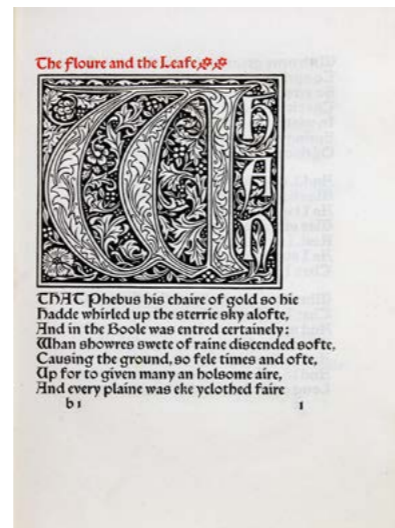 The Floure and the Leafe
WHAN
THAT Phebus his chaire of gold so hie
Hadde whirled up the sterrie sky alofte,
And in the Boole was entred certainely:
Whan showres swete of raine discended softe,
Causing the ground, so fele times and ofte,
Up for to given many an holsome aire,
And every plaine was eke yclothed faire
b1 1